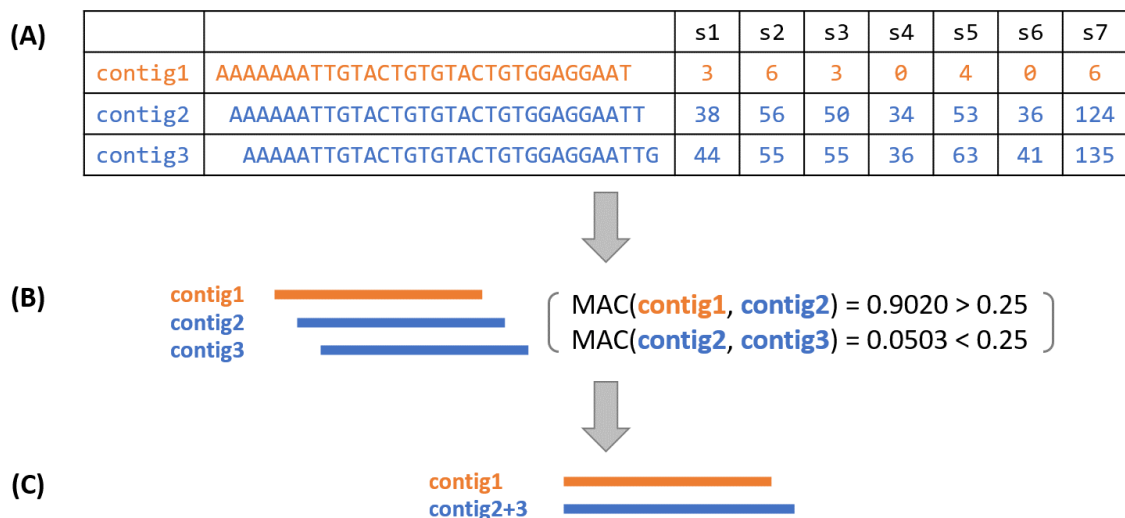 (A)
s1 s2 s3 s4 s5 s6 s7
contig1 AAAAAAATTGTACTGTGTACTGTGGAGGAAT 3 6 3 0 4 0 6
contig2 AAAAAATTGTACTGTGTACTGTGGAGGAATT 38 56 50 34 53 36 124
contig3 AAAAATTGTACTGTGTACTGTGGAGGAATTG 44 55 55 36 63 41 135
(B)
contig1
contig2
contig3
MAC(contig1, contig2) = 0.9020 > 0.25
MAC(contig2, contig3) = 0.0503 < 0.25
(C)
contig1
contig2+3